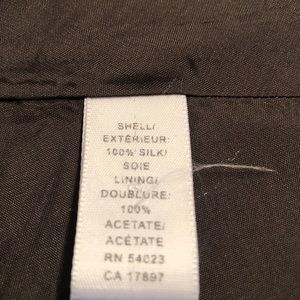 SHELL/
EXTÉRIEUR:
100% SILK/
SOIE
LINING/
DOUBLURE:
100%
ACETATE/
ACÉTATE
RN 54023
CA 17897